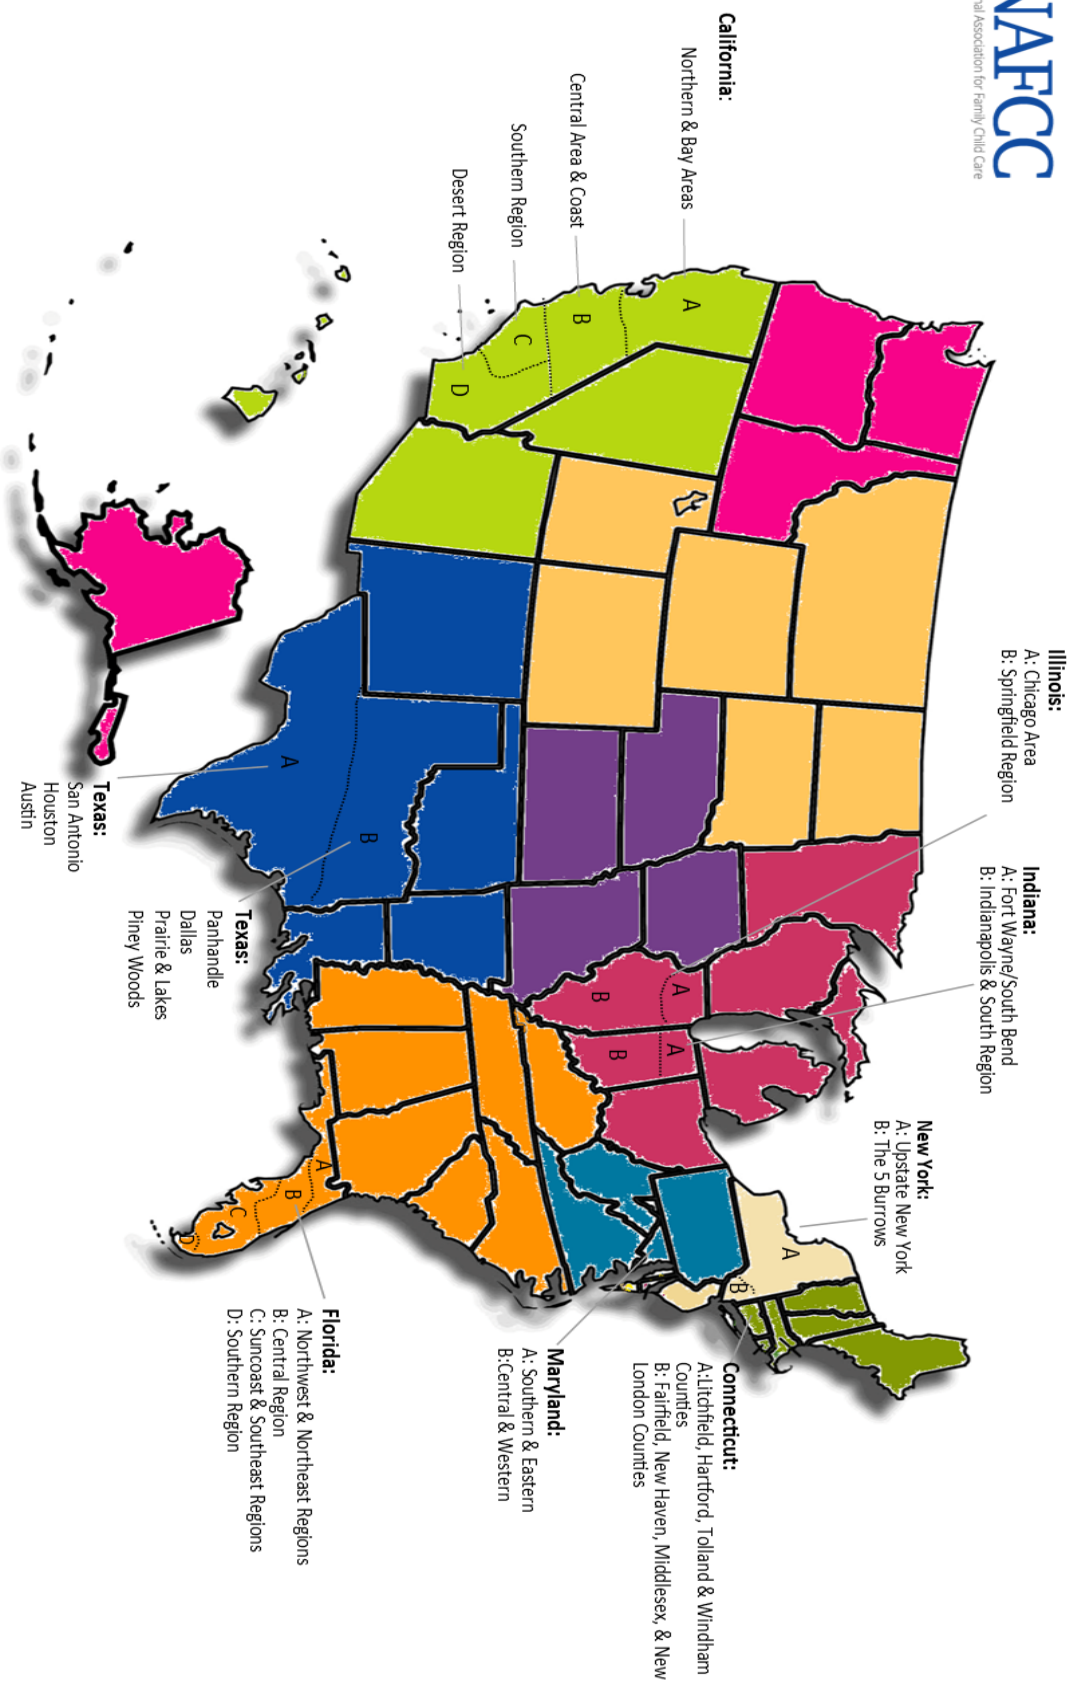 NAFCC
nal Association for Family Child Care
California:
Northern & Bay Areas
Central Area & Coast
Southern Region
Desert Region
A
B
C
D
Illinois:
A: Chicago Area
B: Springfield Region
Indiana:
A: Fort Wayne/South Bend
B: Indianapolis & South Region
New York:
A: Upstate New York
B: The 5 Burrows
A
B
A
B
A
B
Connecticut:
A:Litchfield, Hartford, Tolland & Windham
Counties
B: Fairfield, New Haven, Middlesex, & New
London Counties
Maryland:
A: Southern & Eastern
B:Central & Western
Florida:
A: Northwest & Northeast Regions
B: Central Region
C: Suncoast & Southeast Regions
D: Southern Region
A
B
C
D
B
A
Texas:
Panhandle
Dallas
Prairie & Lakes
Piney Woods
Texas:
San Antonio
Houston
Austin